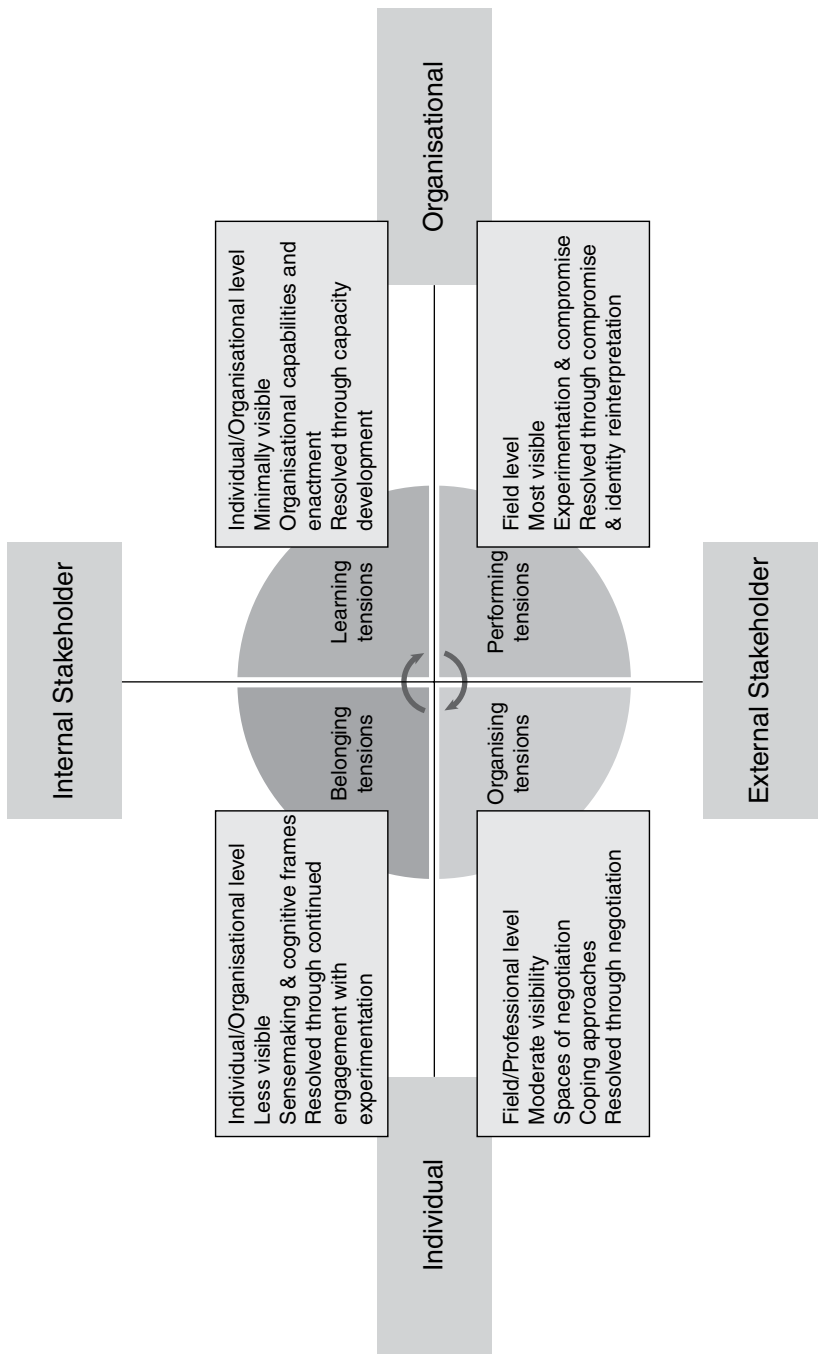 Internal Stakeholder
Individual/Organisational level
Less visible
Sensemaking & cognitive frames
Resolved through continued
engagement with
experimentation
Belonging
tensions
Learning
tensions
Individual/Organisational level
Minimally visible
Organisational capabilities and
enactment
Resolved through capacity
development
Individual
Organisational
Field/Professional level
Moderate visibility
Spaces of negotiation
Coping approaches
Resolved through negotiation
Organising
tensions
Performing
tensions
Field level
Most visible
Experimentation & compromise
Resolved through compromise
& identity reinterpretation
External Stakeholder